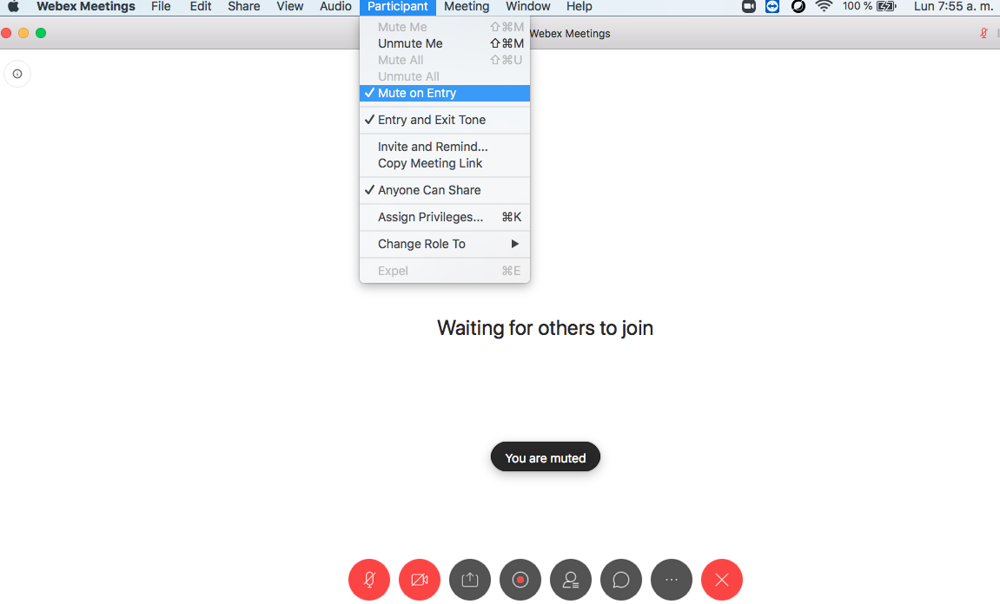 Webex Meetings File Edit Share View Audio Participant Meeting Window Help 100 % Lun 7:55 a. m.
Webex Meetings
Mute Me ⇧⌘M
Unmute Me ⇧⌘M
Mute All ⇧⌘U
Unmute All
✓ Mute on Entry
✓ Entry and Exit Tone
Invite and Remind...
Copy Meeting Link
✓ Anyone Can Share
Assign Privileges... ⌘K
Change Role To ▶
Expel ⌘E
Waiting for others to join
You are muted